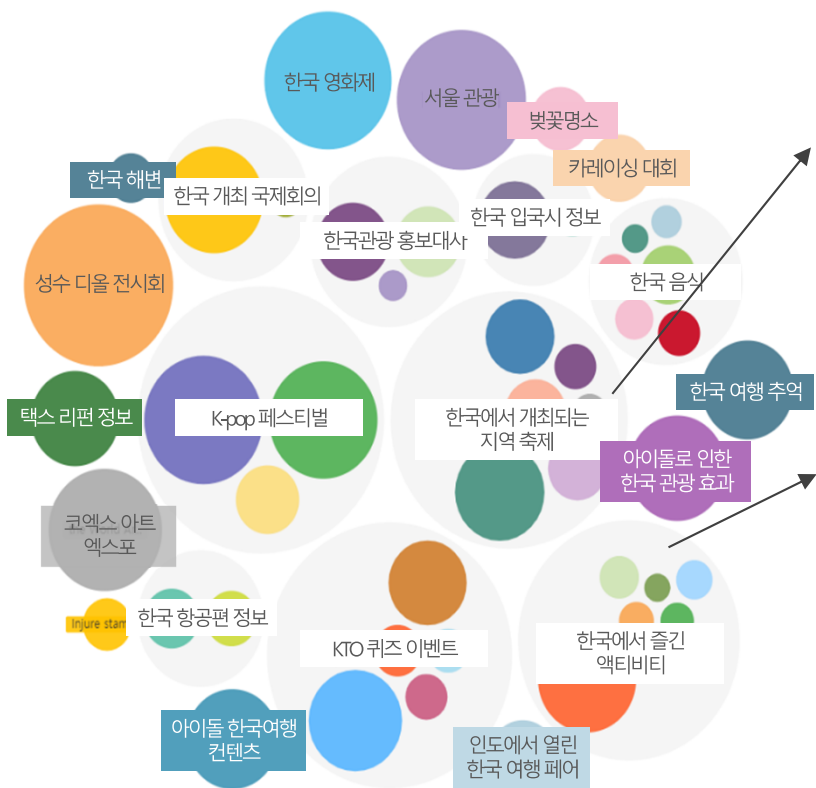 한국 영화제
서울 관광
벚꽃명소
카레이싱 대회
한국 해변
한국 개최 국제회의
한국 입국시 정보
한국관광 홍보대사
성수 디올 전시회
한국 음식
택스 리펀 정보
K-pop 페스티벌
한국에서 개최되는
지역 축제
한국 여행 추억
아이돌로 인한
한국 관광 효과
코엑스 아트
엑스포
한국 항공편 정보
Injure stam
KTO 퀴즈 이벤트
한국에서 즐긴
액티비티
아이돌 한국여행
컨텐츠
인도에서 열린
한국 여행 페어